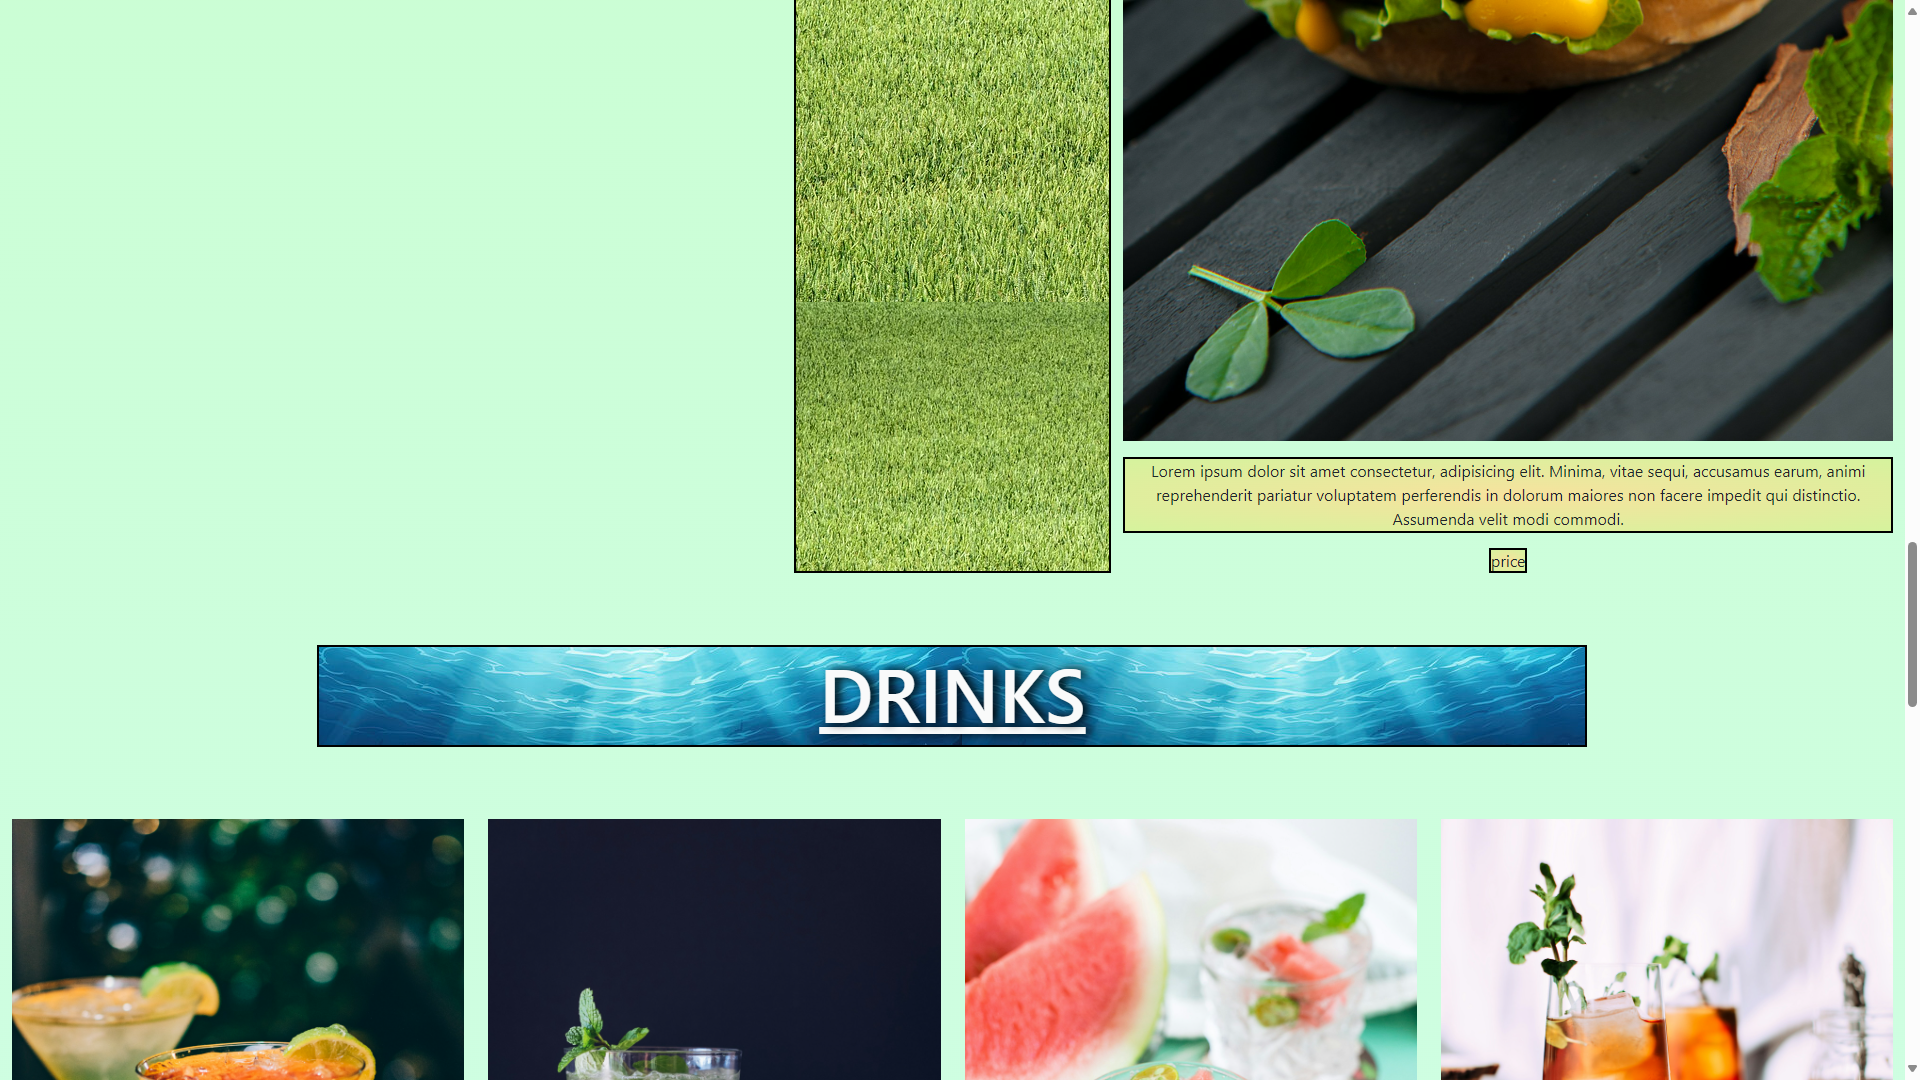 Lorem ipsum dolor sit amet consectetur, adipisicing elit. Minima, vitae sequi, accusamus earum, animi
reprehenderit pariatur voluptatem perferendis in dolorum maiores non facere impedit qui distinctio.
Assumenda velit modi commodi.
price
DRINKS